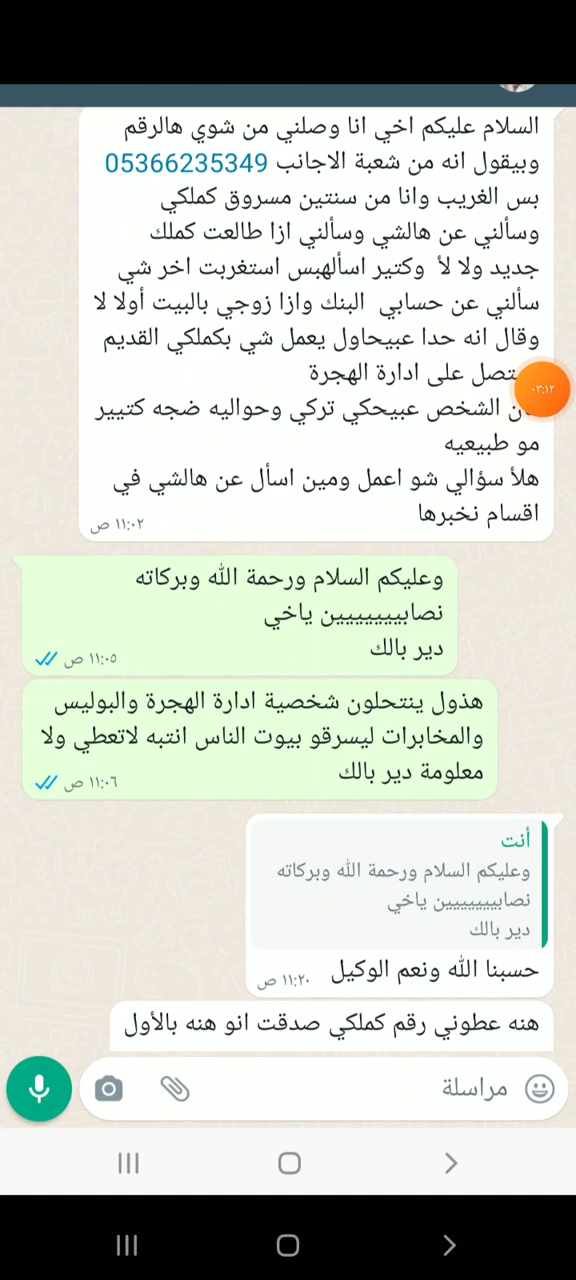 السلام عليكم اخي انا وصلني من شوي هالرقم
وبيقول انه من شعبة الاجانب 05366235349
بس الغريب وانا من سنتين مسروق كملكي
وسألني عن هالشي وسألني ازا طالعت كملك
جديد ولا لأ وكتير اسألهبس استغربت اخر شي
سألني عن حسابي البنك وازا زوجي بالبيت أولا لا
وقال انه حدا عبيحاول يعمل شي بكملكي القديم
تصل على ادارة الهجرة
الشخص عبيحكي تركي وحواليه ضجه كتيير
مو طبيعيه
هلأ سؤالي شو اعمل ومين اسأل عن هالشي في
اقسام نخبرها
١١:٠٢ ص
٠٣:١٢
وعليكم السلام ورحمة الله وبركاته
نصابيييييييين ياخي
دير بالك
١١:٠٥ ص
هذول ينتحلون شخصية ادارة الهجرة والبوليس
والمخابرات ليسرقو بيوت الناس انتبه لاتعطي ولا
معلومة دير بالك
١١:٠٦ ص
أنت
وعليكم السلام ورحمة الله وبركاته
نصابيييييييين ياخي
دير بالك
حسبنا الله ونعم الوكيل
١١:٢٠ ص
هنه عطوني رقم كملكي صدقت انو هنه بالأول
مراسلة